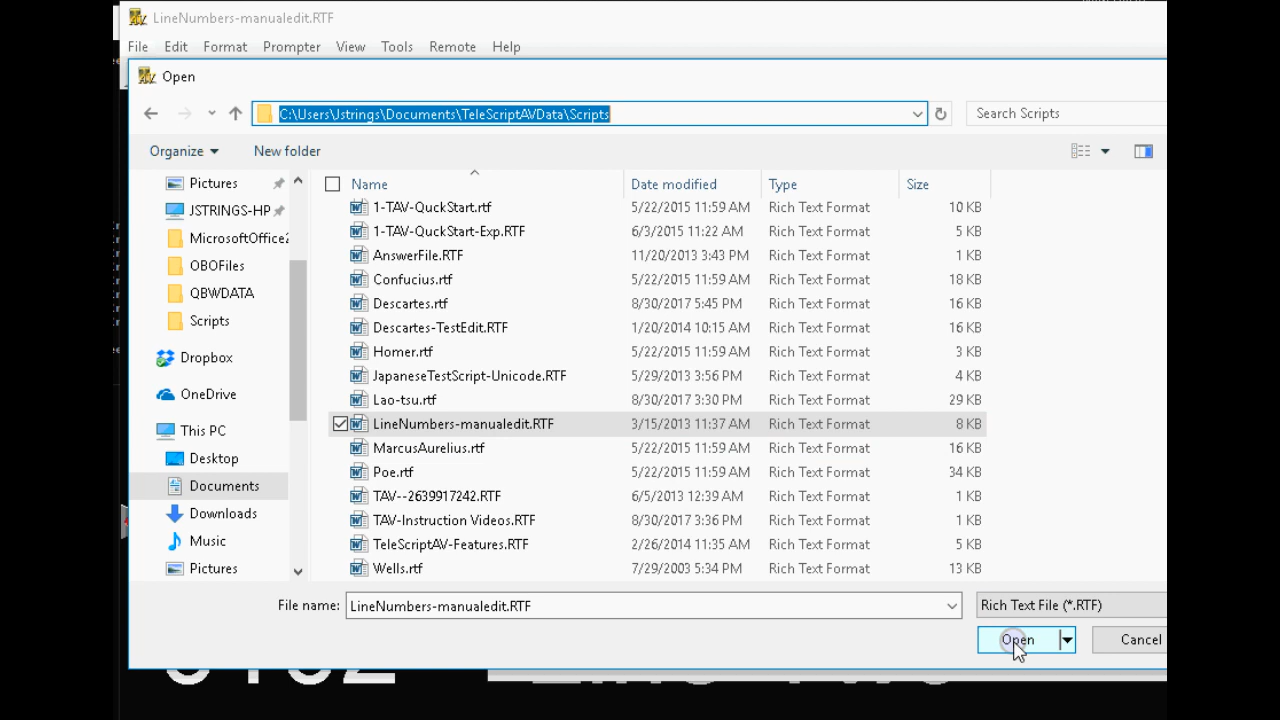 LineNumbers-manualedit.RTF
File Edit Format Prompter View Tools Remote Help
Open
C:\Users\Jstrings\Documents\TeleScriptAVData\Scripts
Search Scripts
Organize New folder
Name Date modified Type Size
Pictures
JSTRINGS-HP
MicrosoftOffice
OBOFiles
QBWDATA
Scripts
Dropbox
OneDrive
This PC
Desktop
Documents
Downloads
Music
Pictures
1-TAV-QuckStart.rtf 5/22/2015 11:59 AM Rich Text Format 10 KB
1-TAV-QuckStart-Exp.RTF 6/3/2015 11:22 AM Rich Text Format 5 KB
AnswerFile.RTF 11/20/2013 3:43 PM Rich Text Format 1 KB
Confucius.rtf 5/22/2015 11:59 AM Rich Text Format 18 KB
Descartes.rtf 8/30/2017 5:45 PM Rich Text Format 16 KB
Descartes-TestEdit.RTF 1/20/2014 10:15 AM Rich Text Format 16 KB
Homer.rtf 5/22/2015 11:59 AM Rich Text Format 3 KB
JapaneseTestScript-Unicode.RTF 5/29/2013 3:56 PM Rich Text Format 4 KB
Lao-tsu.rtf 8/30/2017 3:30 PM Rich Text Format 29 KB
LineNumbers-manualedit.RTF 3/15/2013 11:37 AM Rich Text Format 8 KB
MarcusAurelius.rtf 5/22/2015 11:59 AM Rich Text Format 16 KB
Poe.rtf 5/22/2015 11:59 AM Rich Text Format 34 KB
TAV--2639917242.RTF 6/5/2013 12:39 AM Rich Text Format 1 KB
TAV-Instruction Videos.RTF 8/30/2017 3:36 PM Rich Text Format 1 KB
TeleScriptAV-Features.RTF 2/26/2014 11:35 AM Rich Text Format 5 KB
Wells.rtf 7/29/2003 5:34 PM Rich Text Format 13 KB
File name: LineNumbers-manualedit.RTF Rich Text File (*.RTF)
Open Cancel